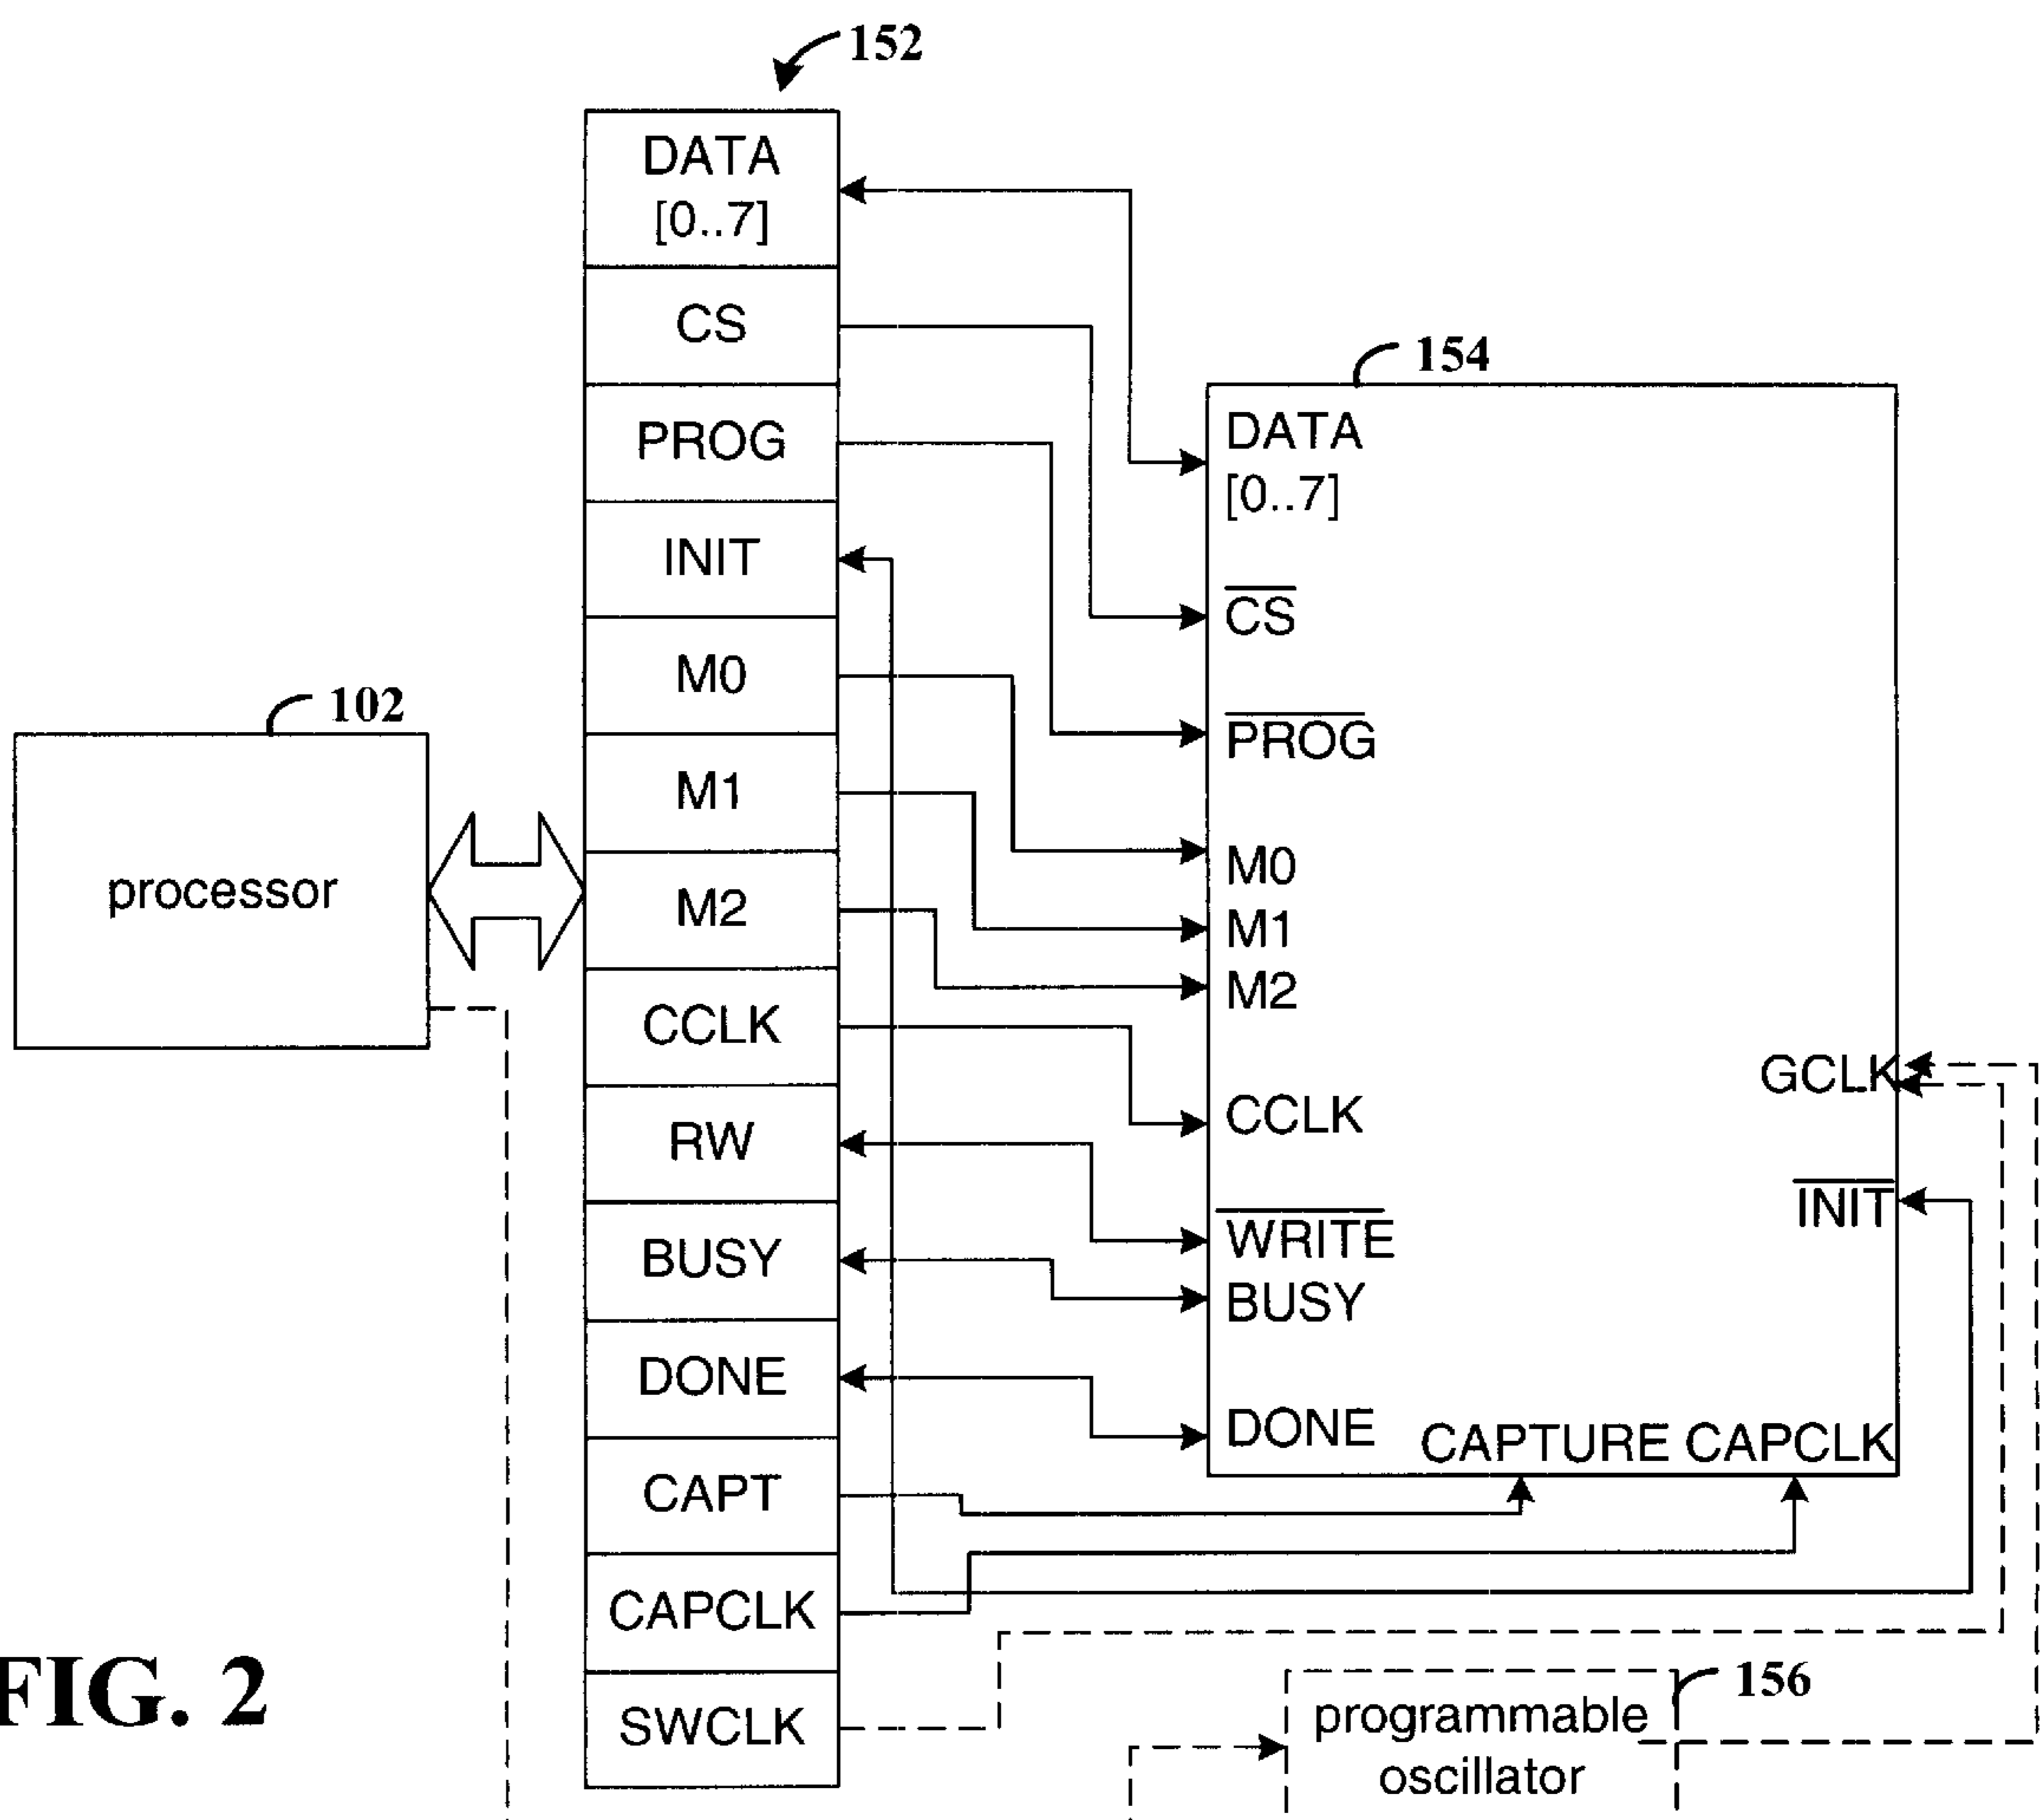 152
DATA
[0..7]
CS
PROG
INIT
M0
M1
M2
CCLK
RW
BUSY
DONE
CAPT
CAPCLK
SWCLK
102
processor
154
DATA
[0..7]
CS
PROG
M0
M1
M2
CCLK
WRITE
BUSY
DONE
GCLK
INIT
CAPTURE CAPCLK
156
programmable
oscillator
FIG. 2